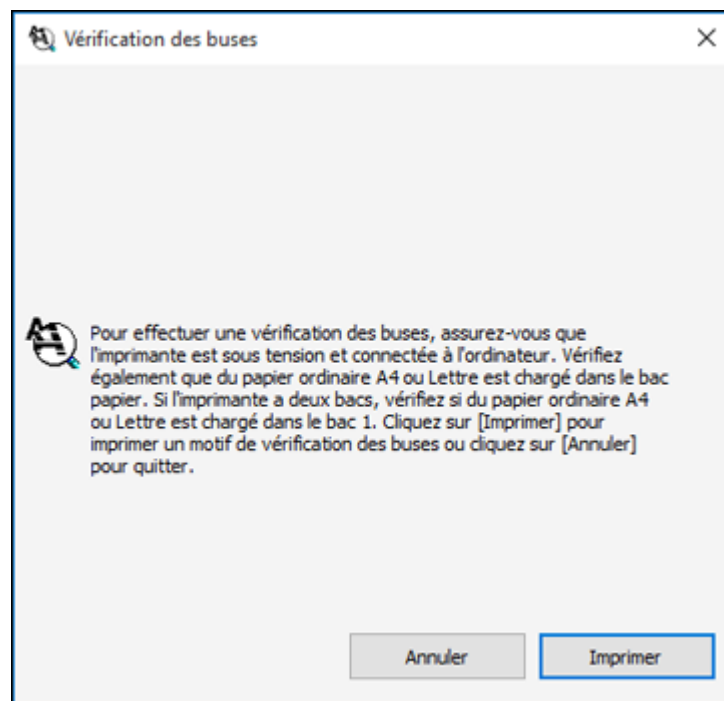 Vérification des buses
Pour effectuer une vérification des buses, assurez-vous que
l'imprimante est sous tension et connectée à l'ordinateur. Vérifiez
également que du papier ordinaire A4 ou Lettre est chargé dans le bac
papier. Si l'imprimante a deux bacs, vérifiez si du papier ordinaire A4
ou Lettre est chargé dans le bac 1. Cliquez sur [Imprimer] pour
imprimer un motif de vérification des buses ou cliquez sur [Annuler]
pour quitter.
Annuler
Imprimer